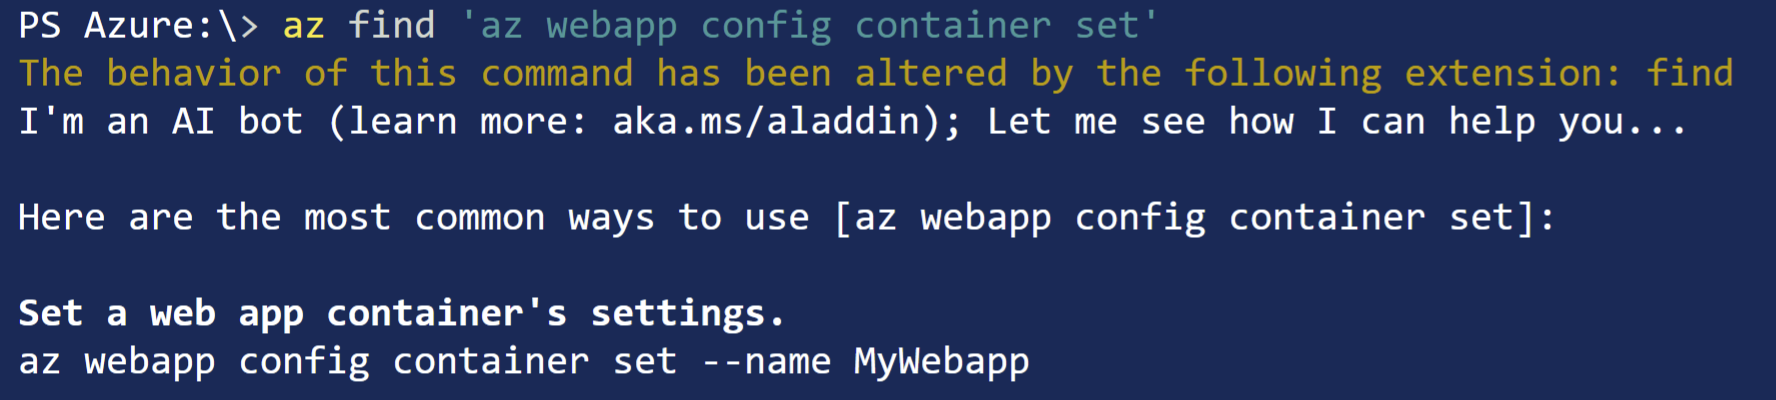 PS Azure:\> az find 'az webapp config container set'
The behavior of this command has been altered by the following extension: find
I'm an AI bot (learn more: aka.ms/aladdin); Let me see how I can help you...
Here are the most common ways to use [az webapp config container set]:
Set a web app container's settings.
az webapp config container set --name MyWebapp